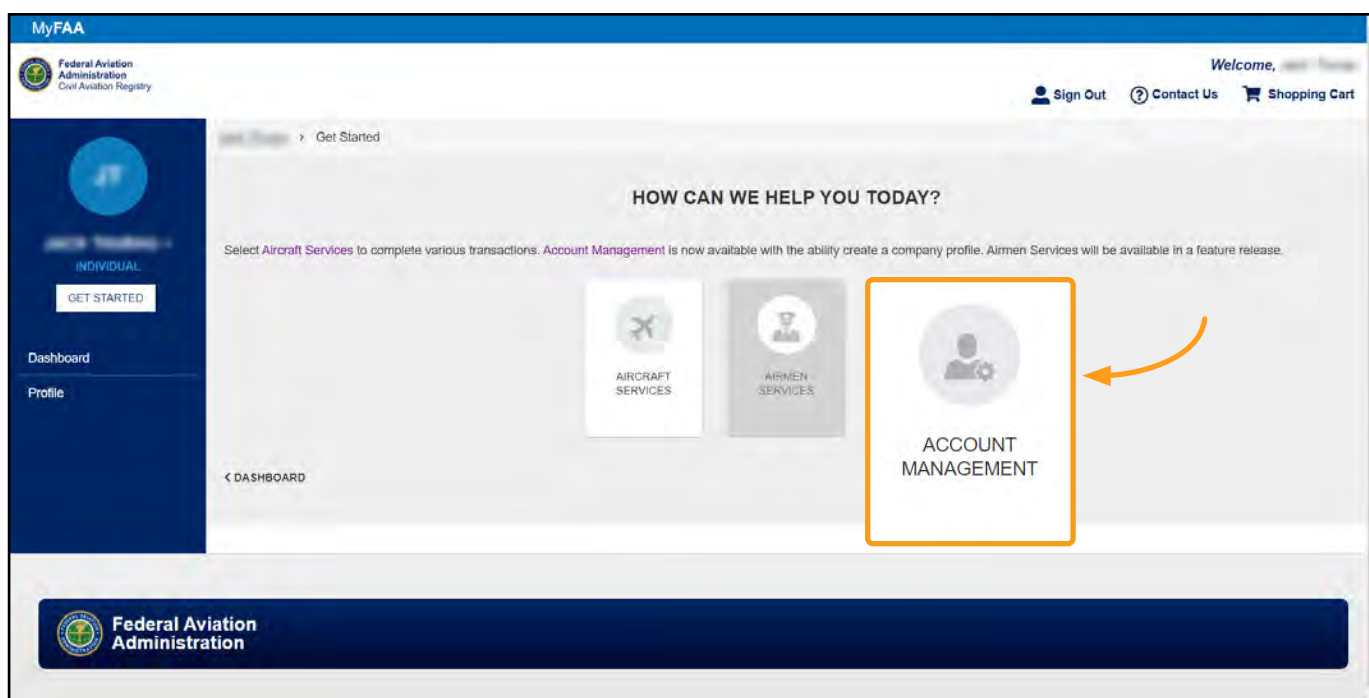 MyFAA
Federal Aviation
Administration
Civil Aviation Registry
Welcome,
Sign Out
Contact Us
Shopping Cart
> Get Started
INDIVIDUAL
GET STARTED
Dashboard
Profile
HOW CAN WE HELP YOU TODAY?
Select Aircraft Services to complete various transactions. Account Management is now available with the ability create a company profile. Airmen Services will be available in a feature release.
AIRCRAFT
SERVICES
AIRMEN
SERVICES
ACCOUNT
MANAGEMENT
< DASHBOARD
Federal Aviation
Administration